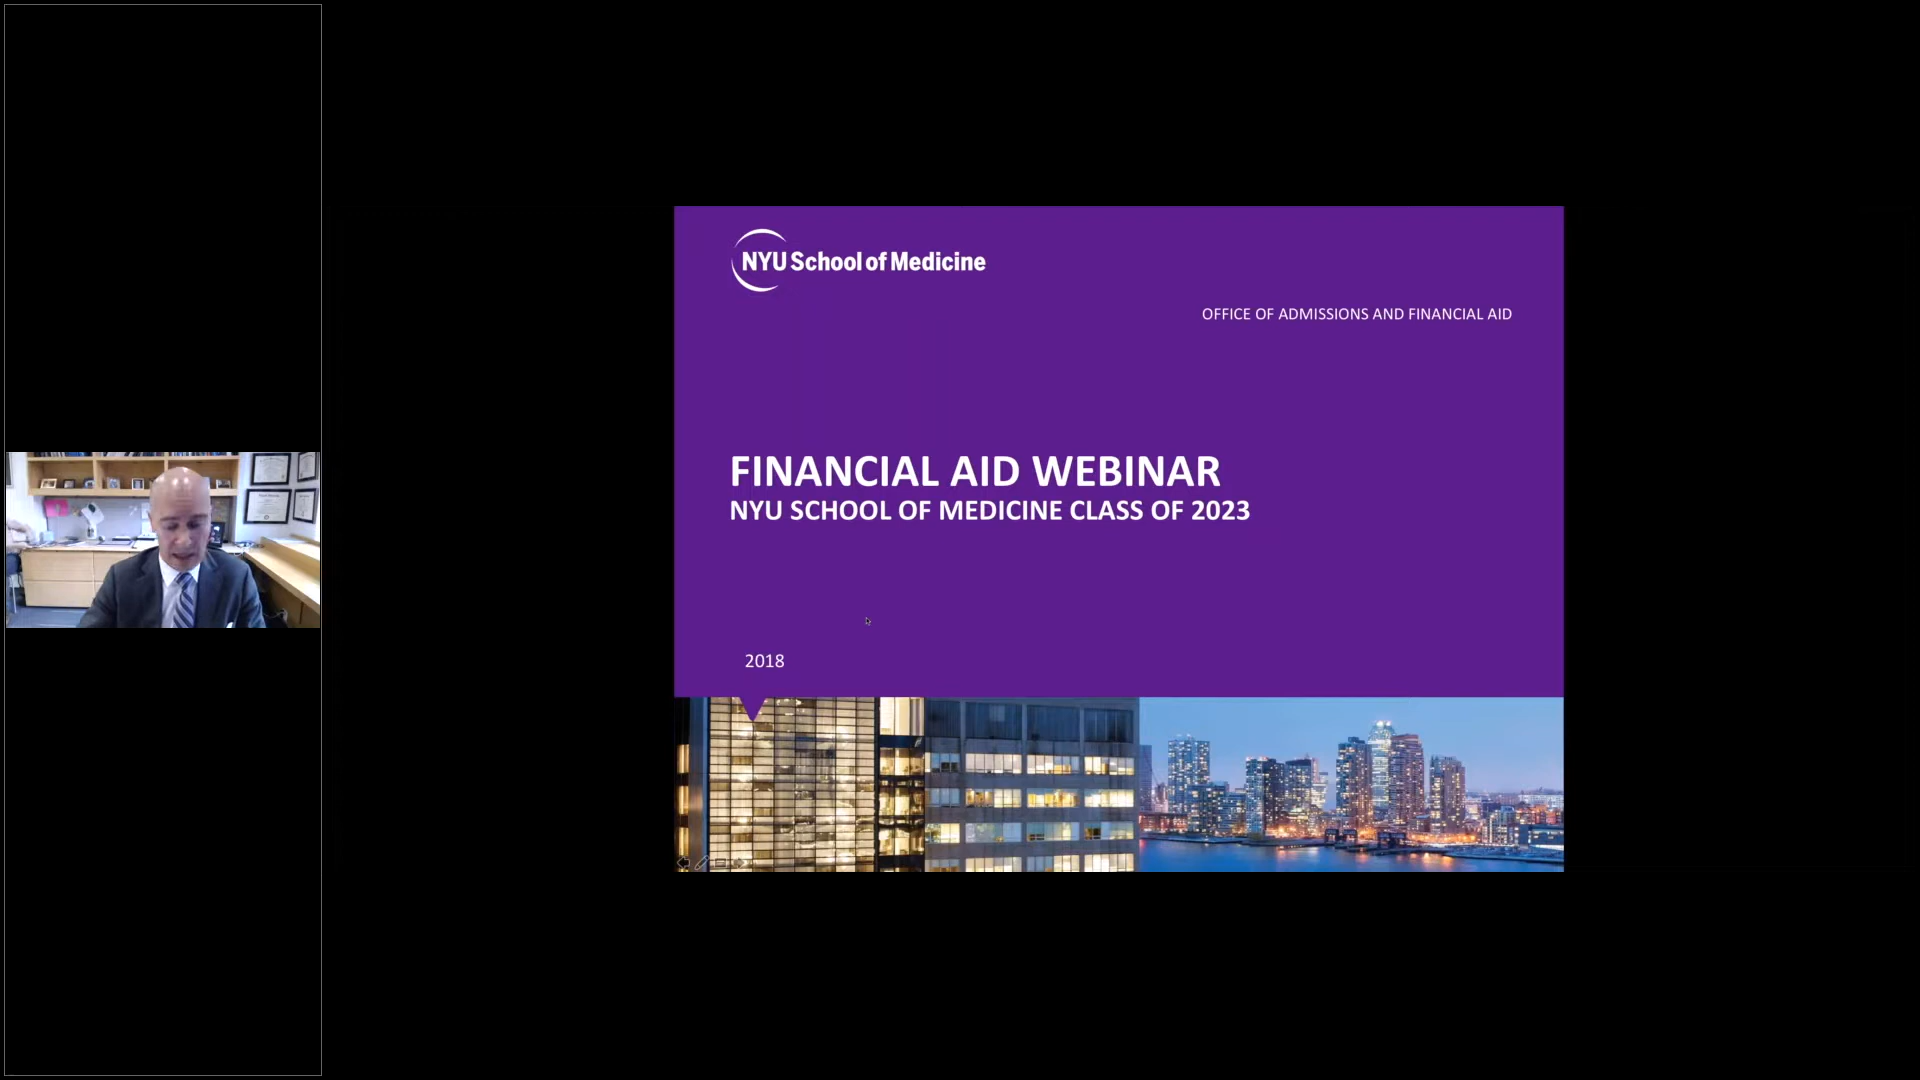 NYU School of Medicine
OFFICE OF ADMISSIONS AND FINANCIAL AID
FINANCIAL AID WEBINAR
NYU SCHOOL OF MEDICINE CLASS OF 2023
2018